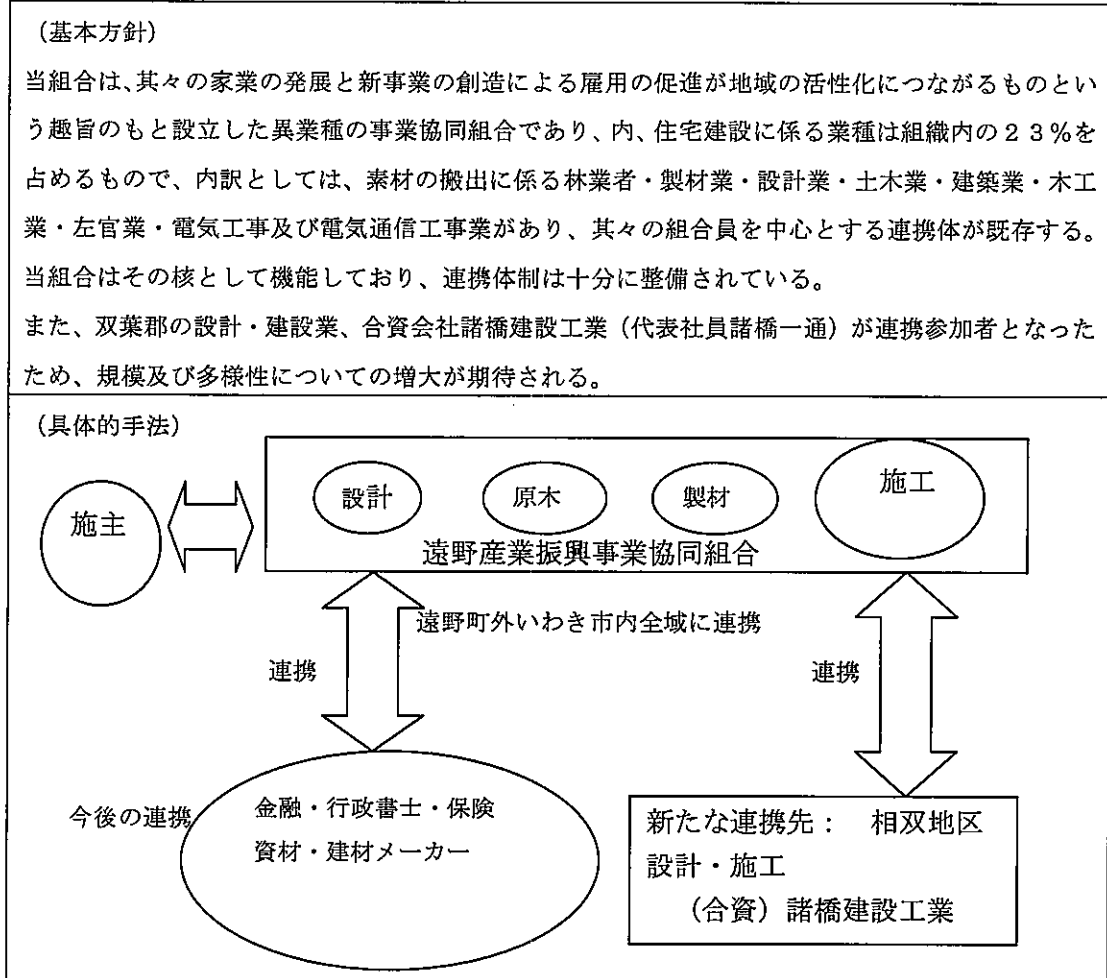 (基本方針)
当組合は、其々の家業の発展と新事業の創造による雇用の促進が地域の活性化につながるものとい
う趣旨のもと設立した異業種の事業協同組合であり、内、住宅建設に係る業種は組織内の23%を
占めるもので、内訳としては、素材の搬出に係る林業者・製材業・設計業・土木業・建築業・木工
業・左官業・電気工事及び電気通信工事業があり、其々の組合員を中心とする連携体が既存する。
当組合はその核として機能しており、連携体制は十分に整備されている。
また、双葉郡の設計・建設業、合資会社諸橋建設工業(代表社員諸橋一通)が連携参加者となった
ため、規模及び多様性についての増大が期待される。
(具体的手法)
施主
設計
原木
製材
施工
遠野産業振興事業協同組合
遠野町外いわき市内全域に連携
連携
連携
今後の連携
金融・行政書士・保険
資材・建材メーカー
新たな連携先: 相双地区
設計・施工
(合資)諸橋建設工業